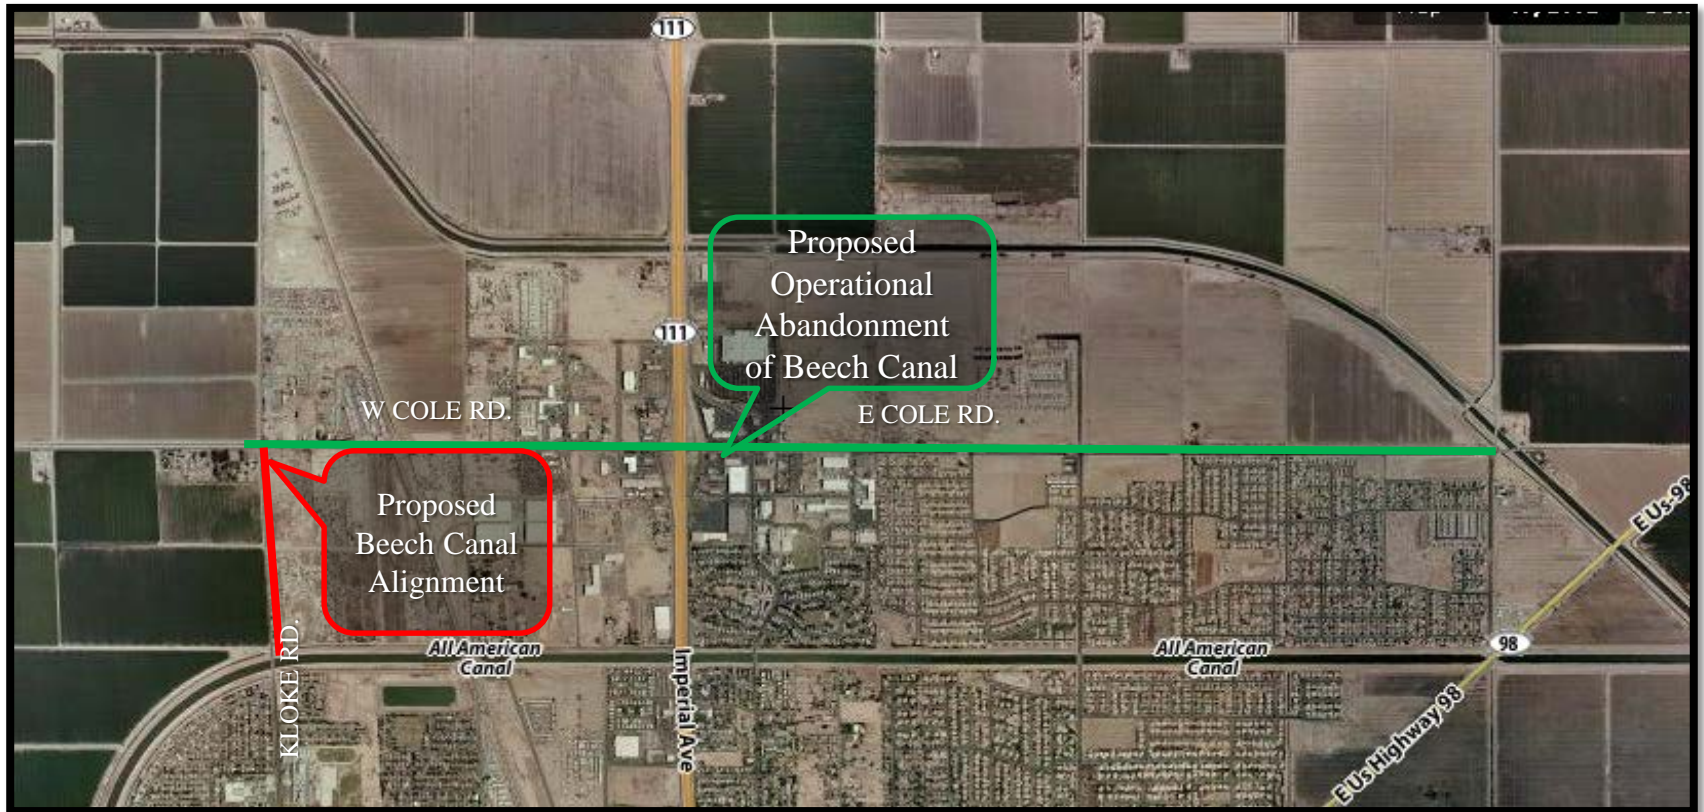 111
111
Proposed
Operational
Abandonment
of Beech Canal
W COLE RD.
E COLE RD.
Proposed
Beech Canal
Alignment
E Us-98
KLOKE RD.
All American
Canal
Imperial Ave
All American
Canal
98
E Us Highway 98